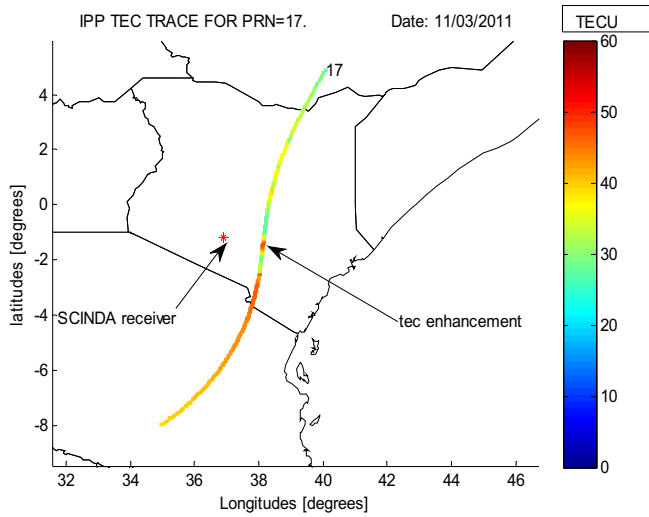 IPP TEC TRACE FOR PRN=17. Date: 11/03/2011
TECU
17
SCINDA receiver
tec enhancement
latitudes [degrees]
4
2
0
-2
-4
-6
-8
32 34 36 38 40 42 44 46
Longitudes [degrees]
60
50
40
30
20
10
0